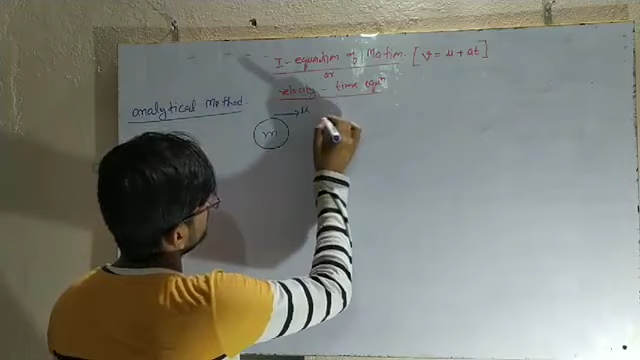 I - equation of Motion. [v = u + at]
or
velocity - time eqⁿ
analytical Method
→ u
m